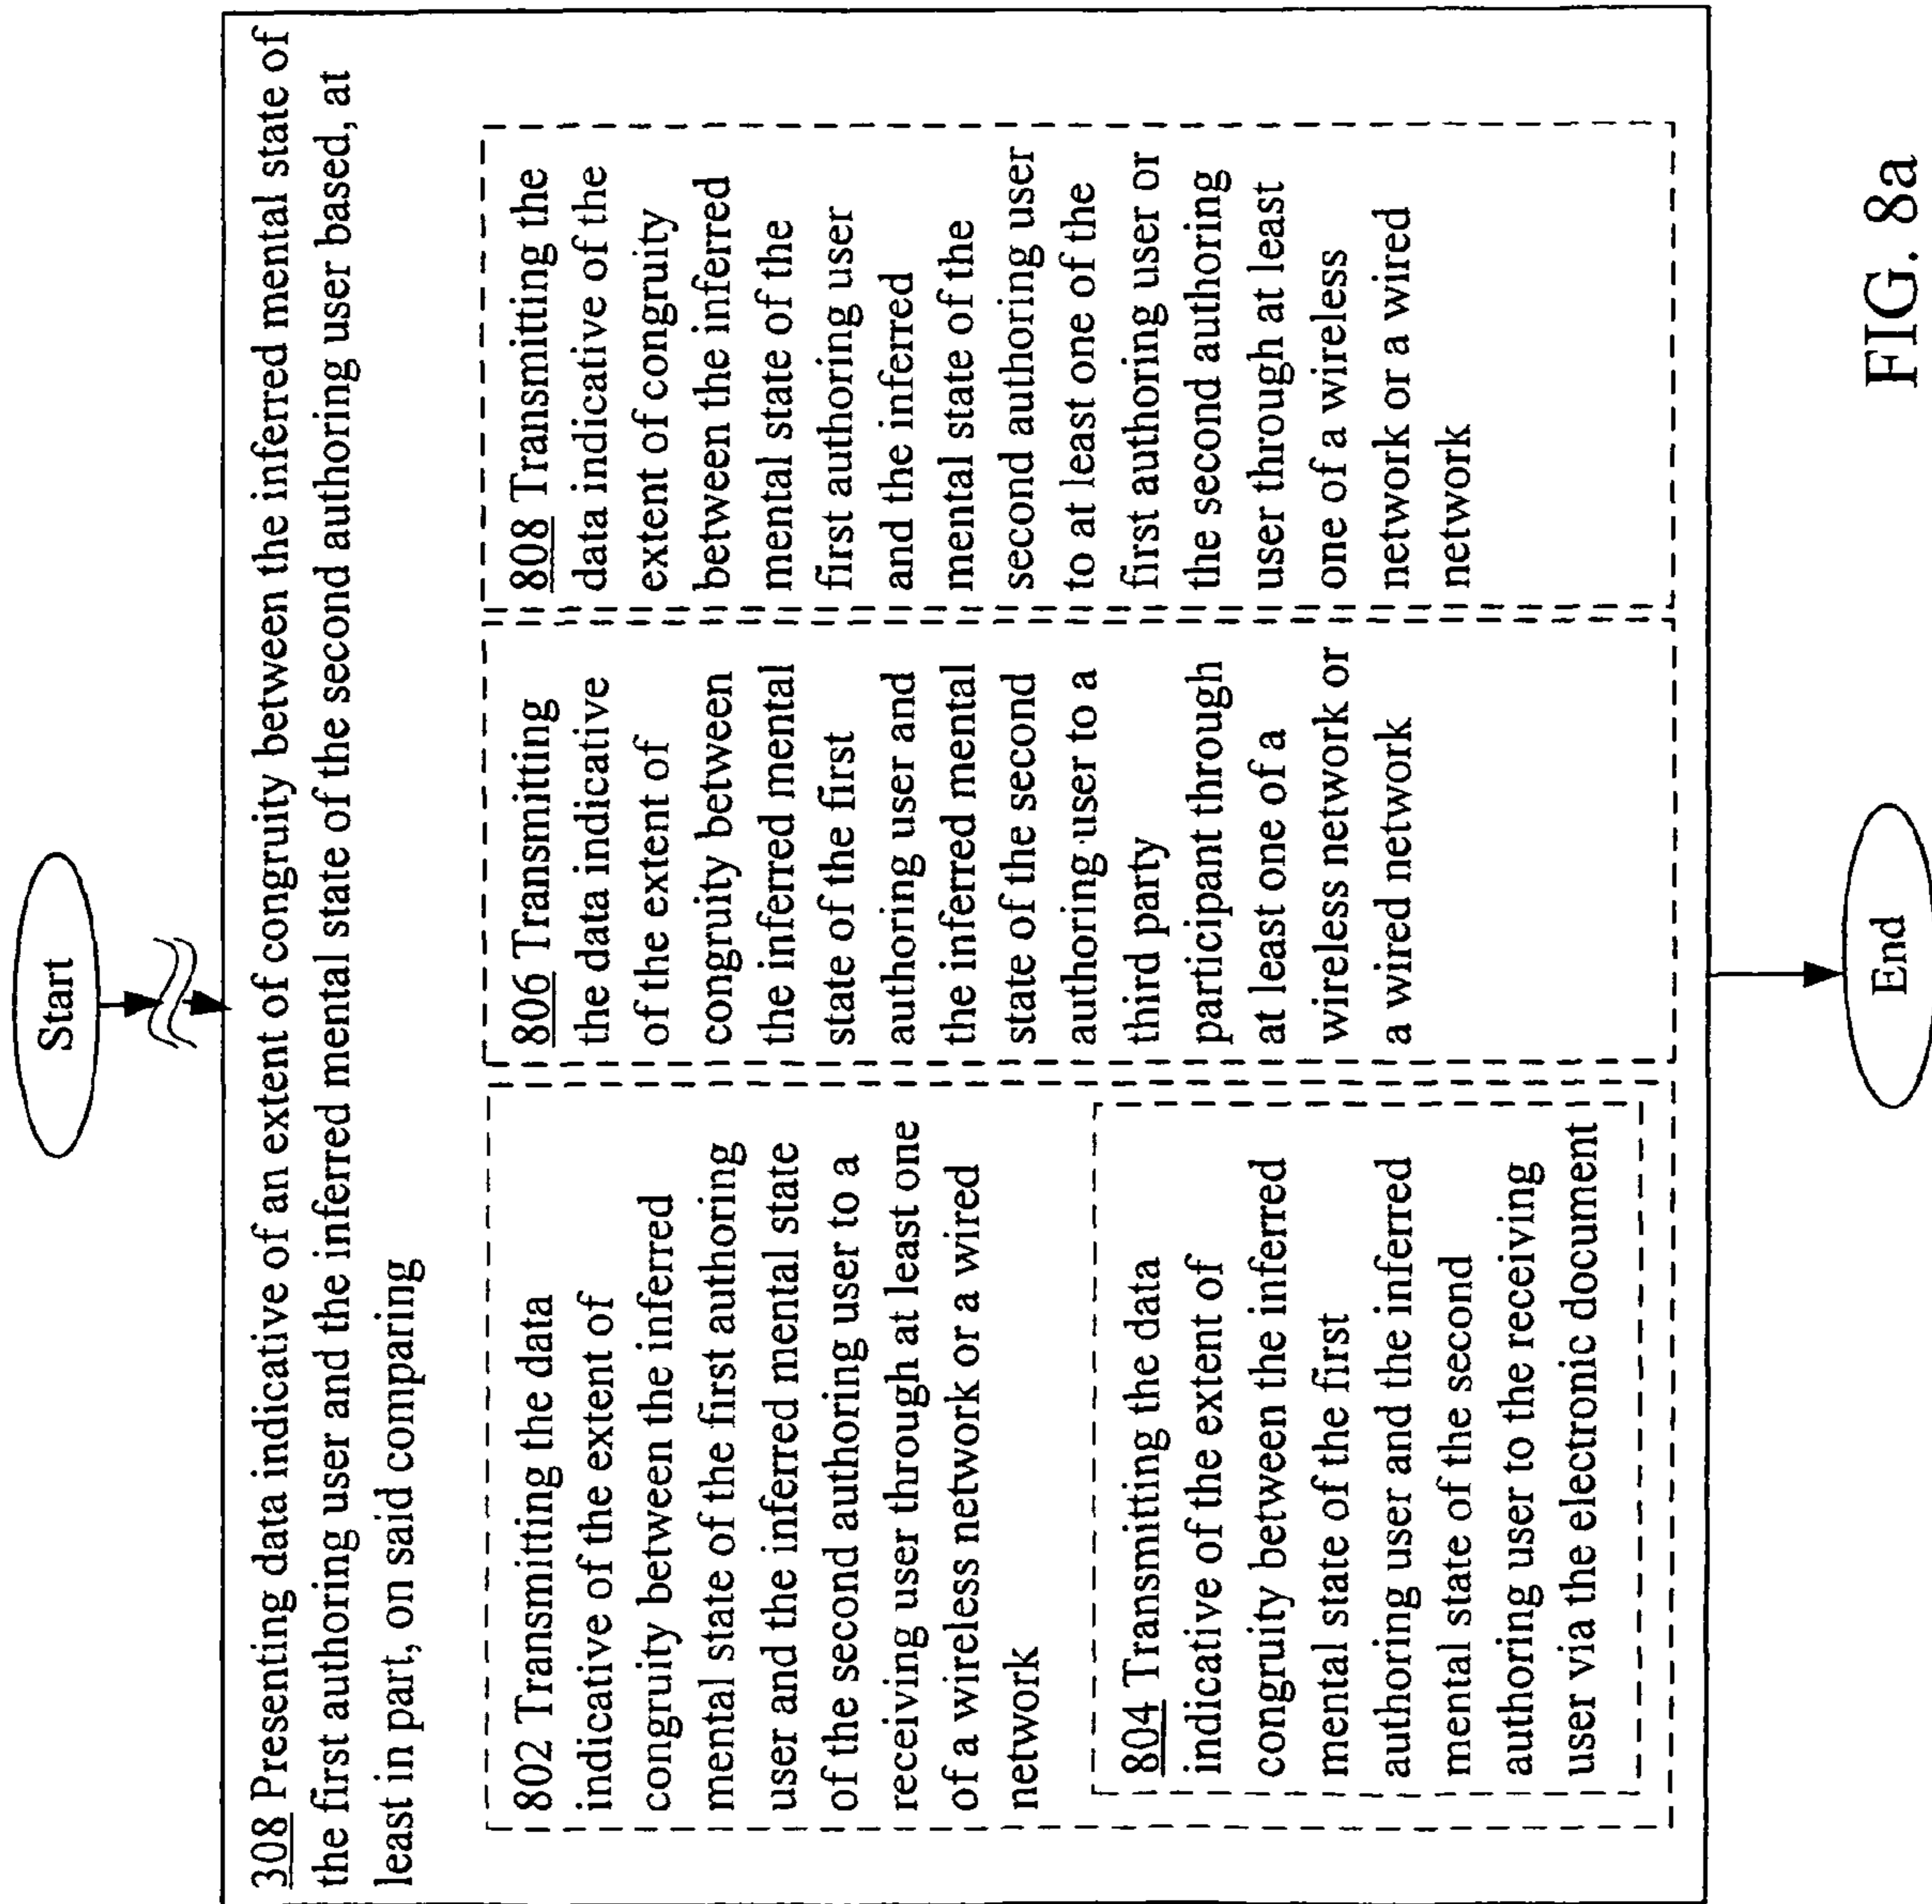 Start
308 Presenting data indicative of an extent of congruity between the inferred mental state of
the first authoring user and the inferred mental state of the second authoring user based, at
least in part, on said comparing
802 Transmitting the data
indicative of the extent of
congruity between the inferred
mental state of the first authoring
user and the inferred mental state
of the second authoring user to a
receiving user through at least one
of a wireless network or a wired
network
804 Transmitting the data
indicative of the extent of
congruity between the inferred
mental state of the first
authoring user and the inferred
mental state of the second
authoring user to the receiving
user via the electronic document
806 Transmitting
the data indicative
of the extent of
congruity between
the inferred mental
state of the first
authoring user and
the inferred mental
state of the second
authoring user to a
third party
participant through
at least one of a
wireless network or
a wired network
808 Transmitting the
data indicative of the
extent of congruity
between the inferred
mental state of the
first authoring user
and the inferred
mental state of the
second authoring user
to at least one of the
first authoring user or
the second authoring
user through at least
one of a wireless
network or a wired
network
End
FIG. 8a